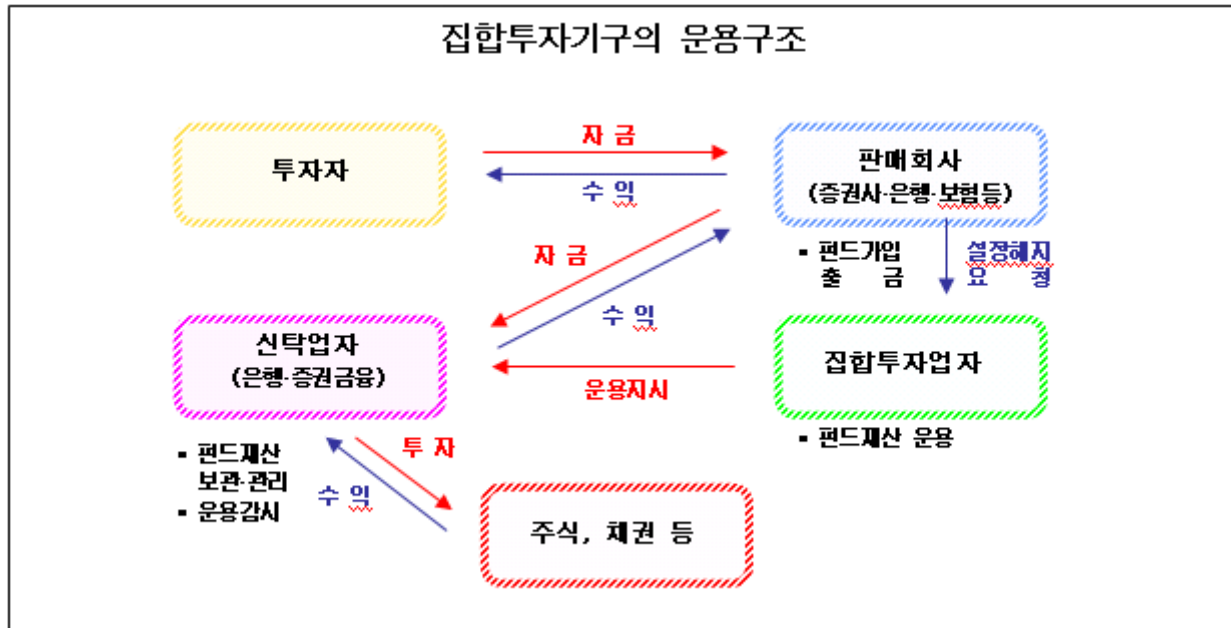 집합투자기구의 운용구조
투자자
자 금
수 익
판매회사
(증권사·은행·보험등)
자 금
수 익
▪ 펀드가입
출 금
설정해지
요 청
신탁업자
(은행·증권금융)
운용지시
집합투자업자
▪ 펀드재산 운용
▪ 펀드재산
보관·관리
▪ 운용감시
투 자
수 익
주식, 채권 등